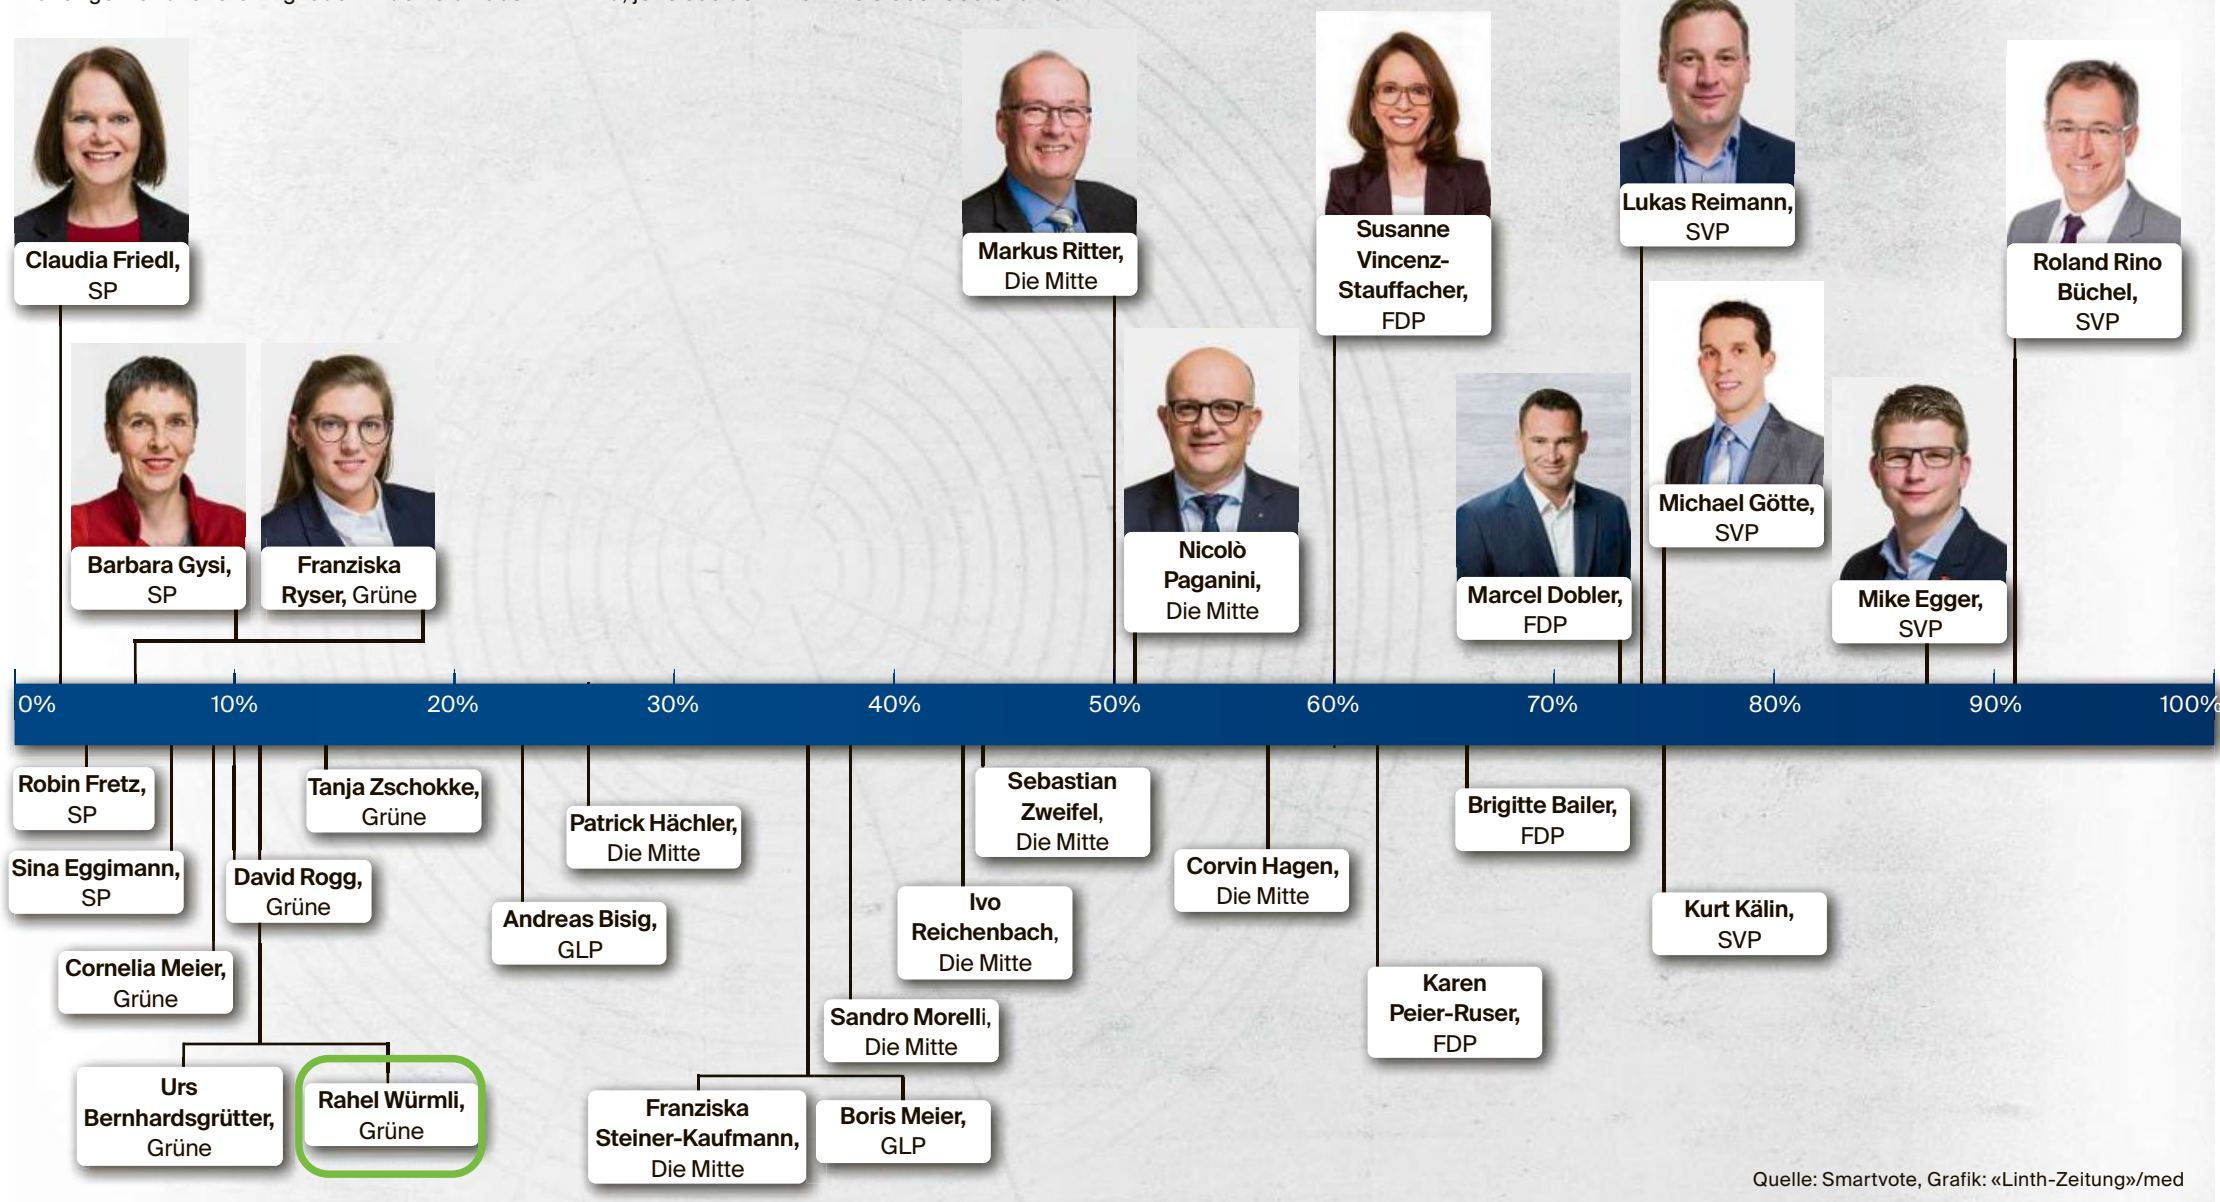 Claudia Friedl,
SP
Markus Ritter,
Die Mitte
Susanne
Vincenz-
Stauffacher,
FDP
Lukas Reimann,
SVP
Roland Rino
Büchel,
SVP
Barbara Gysi,
SP
Franziska
Ryser, Grüne
Nicolò
Paganini,
Die Mitte
Marcel Dobler,
FDP
Michael Götte,
SVP
Mike Egger,
SVP
0% 10% 20% 30% 40% 50% 60% 70% 80% 90% 100%
Robin Fretz,
SP
Sina Eggimann,
SP
Cornelia Meier,
Grüne
David Rogg,
Grüne
Tanja Zschokke,
Grüne
Urs
Bernhardsgrütter,
Grüne
Rahel Würmli,
Grüne
Andreas Bisig,
GLP
Patrick Hächler,
Die Mitte
Franziska
Steiner-Kaufmann,
Die Mitte
Boris Meier,
GLP
Sandro Morelli,
Die Mitte
Ivo
Reichenbach,
Die Mitte
Sebastian
Zweifel,
Die Mitte
Corvin Hagen,
Die Mitte
Karen
Peier-Ruser,
FDP
Brigitte Bailer,
FDP
Kurt Kälin,
SVP
Quelle: Smartvote, Grafik: «Linth-Zeitung»/med